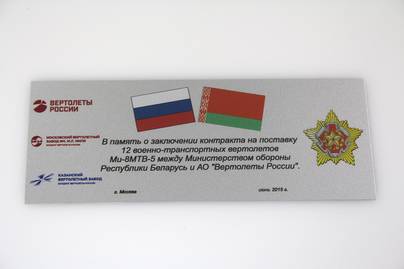 ВЕРТОЛЕТЫ
РОССИИ
МОСКОВСКИЙ ВЕРТОЛЕТНЫЙ
ЗАВОД ИМ. М.Л. МИЛЯ
КАЗАНСКИЙ
ВЕРТОЛЕТНЫЙ ЗАВОД
В память о заключении контракта на поставку
12 военно-транспортных вертолетов
Ми-8МТВ-5 между Министерством обороны
Республики Беларусь и АО "Вертолеты России".
г. Москва
июнь 2015 г.